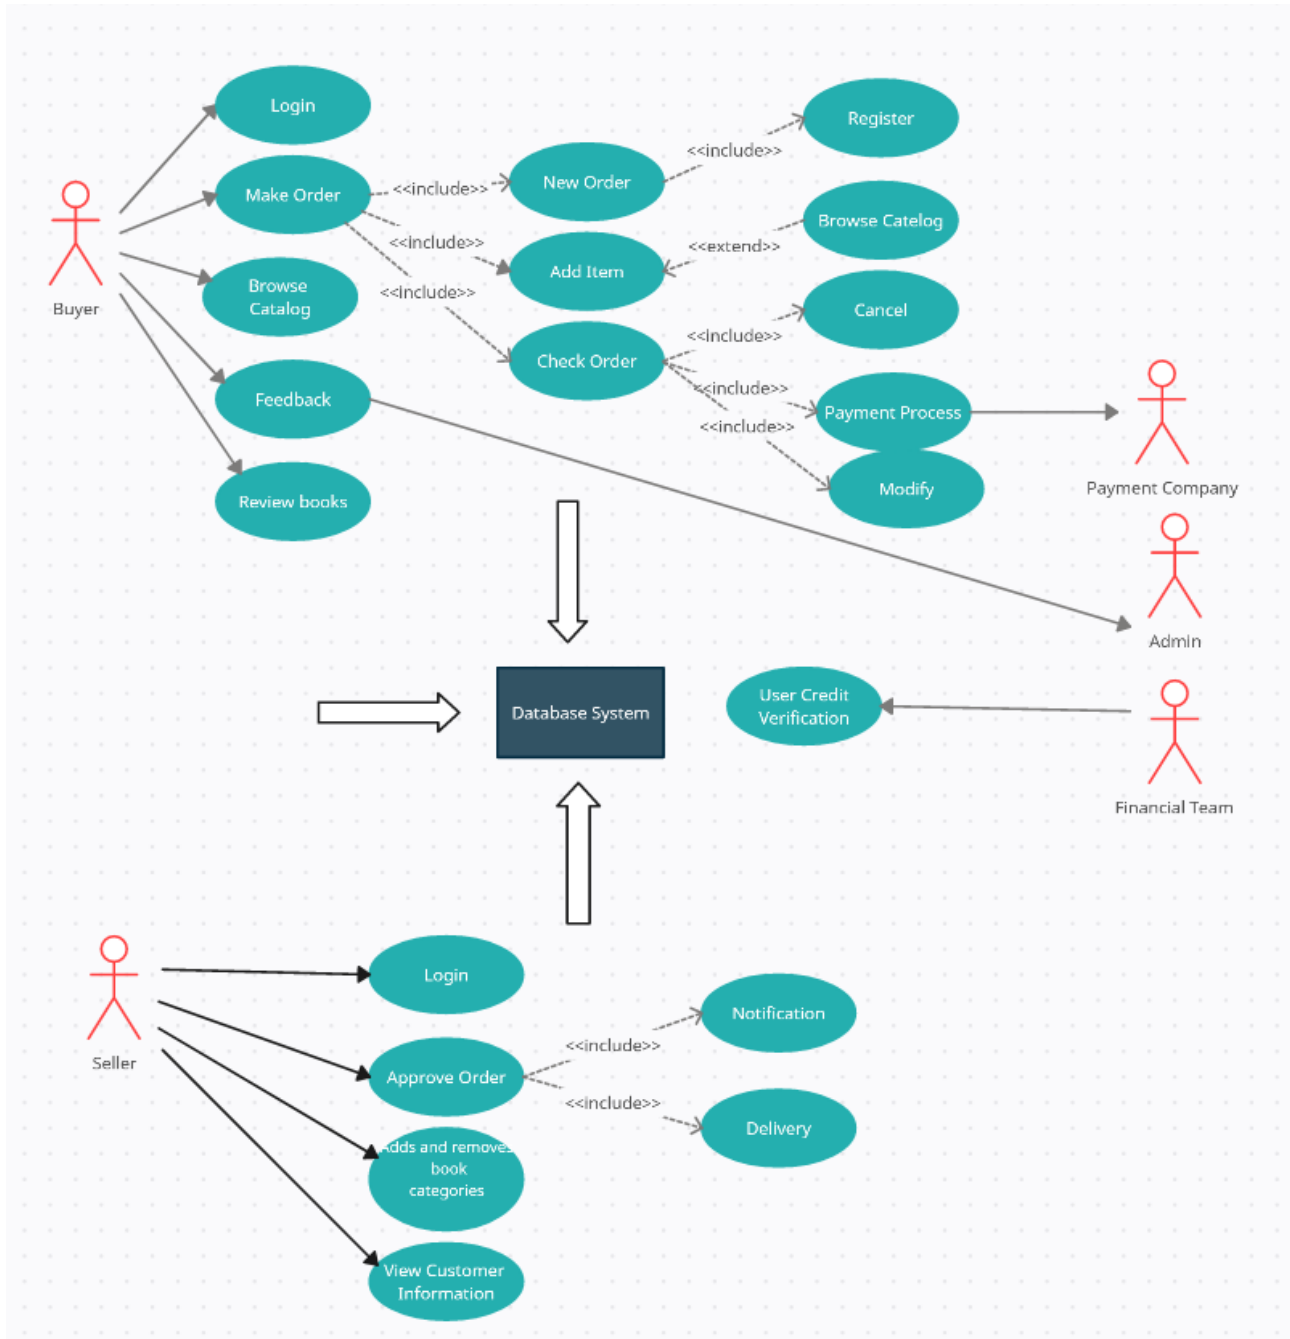 Login
Register
<<include>>
New Order
<<include>>
Make Order
Browse Catelog
<<include>>
<<extend>>
Add Item
Browse
Catalog
<<include>>
Buyer
Cancel
<<include>>
Check Order
<<include>>
Feedback
Payment Process
<<include>>
Review books
Modify
Payment Company
Admin
Database System
User Credit
Verification
Financial Team
Login
Notification
<<include>>
Seller
Approve Order
<<include>>
Delivery
Adds and removes
book
categories
View Customer
Information